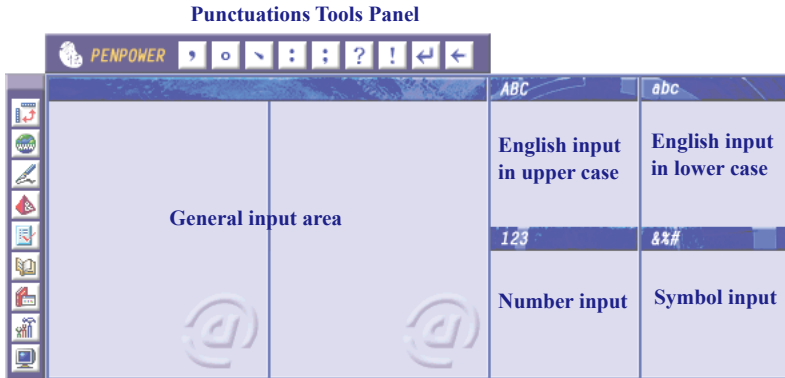 Punctuations Tools Panel
PENPOWER , 。 、 : ; ? ! ↵ ←
ABC abc
WWW
English input
in upper case
English input
in lower case
General input area
123 &%#
Number input
Symbol input
@ @